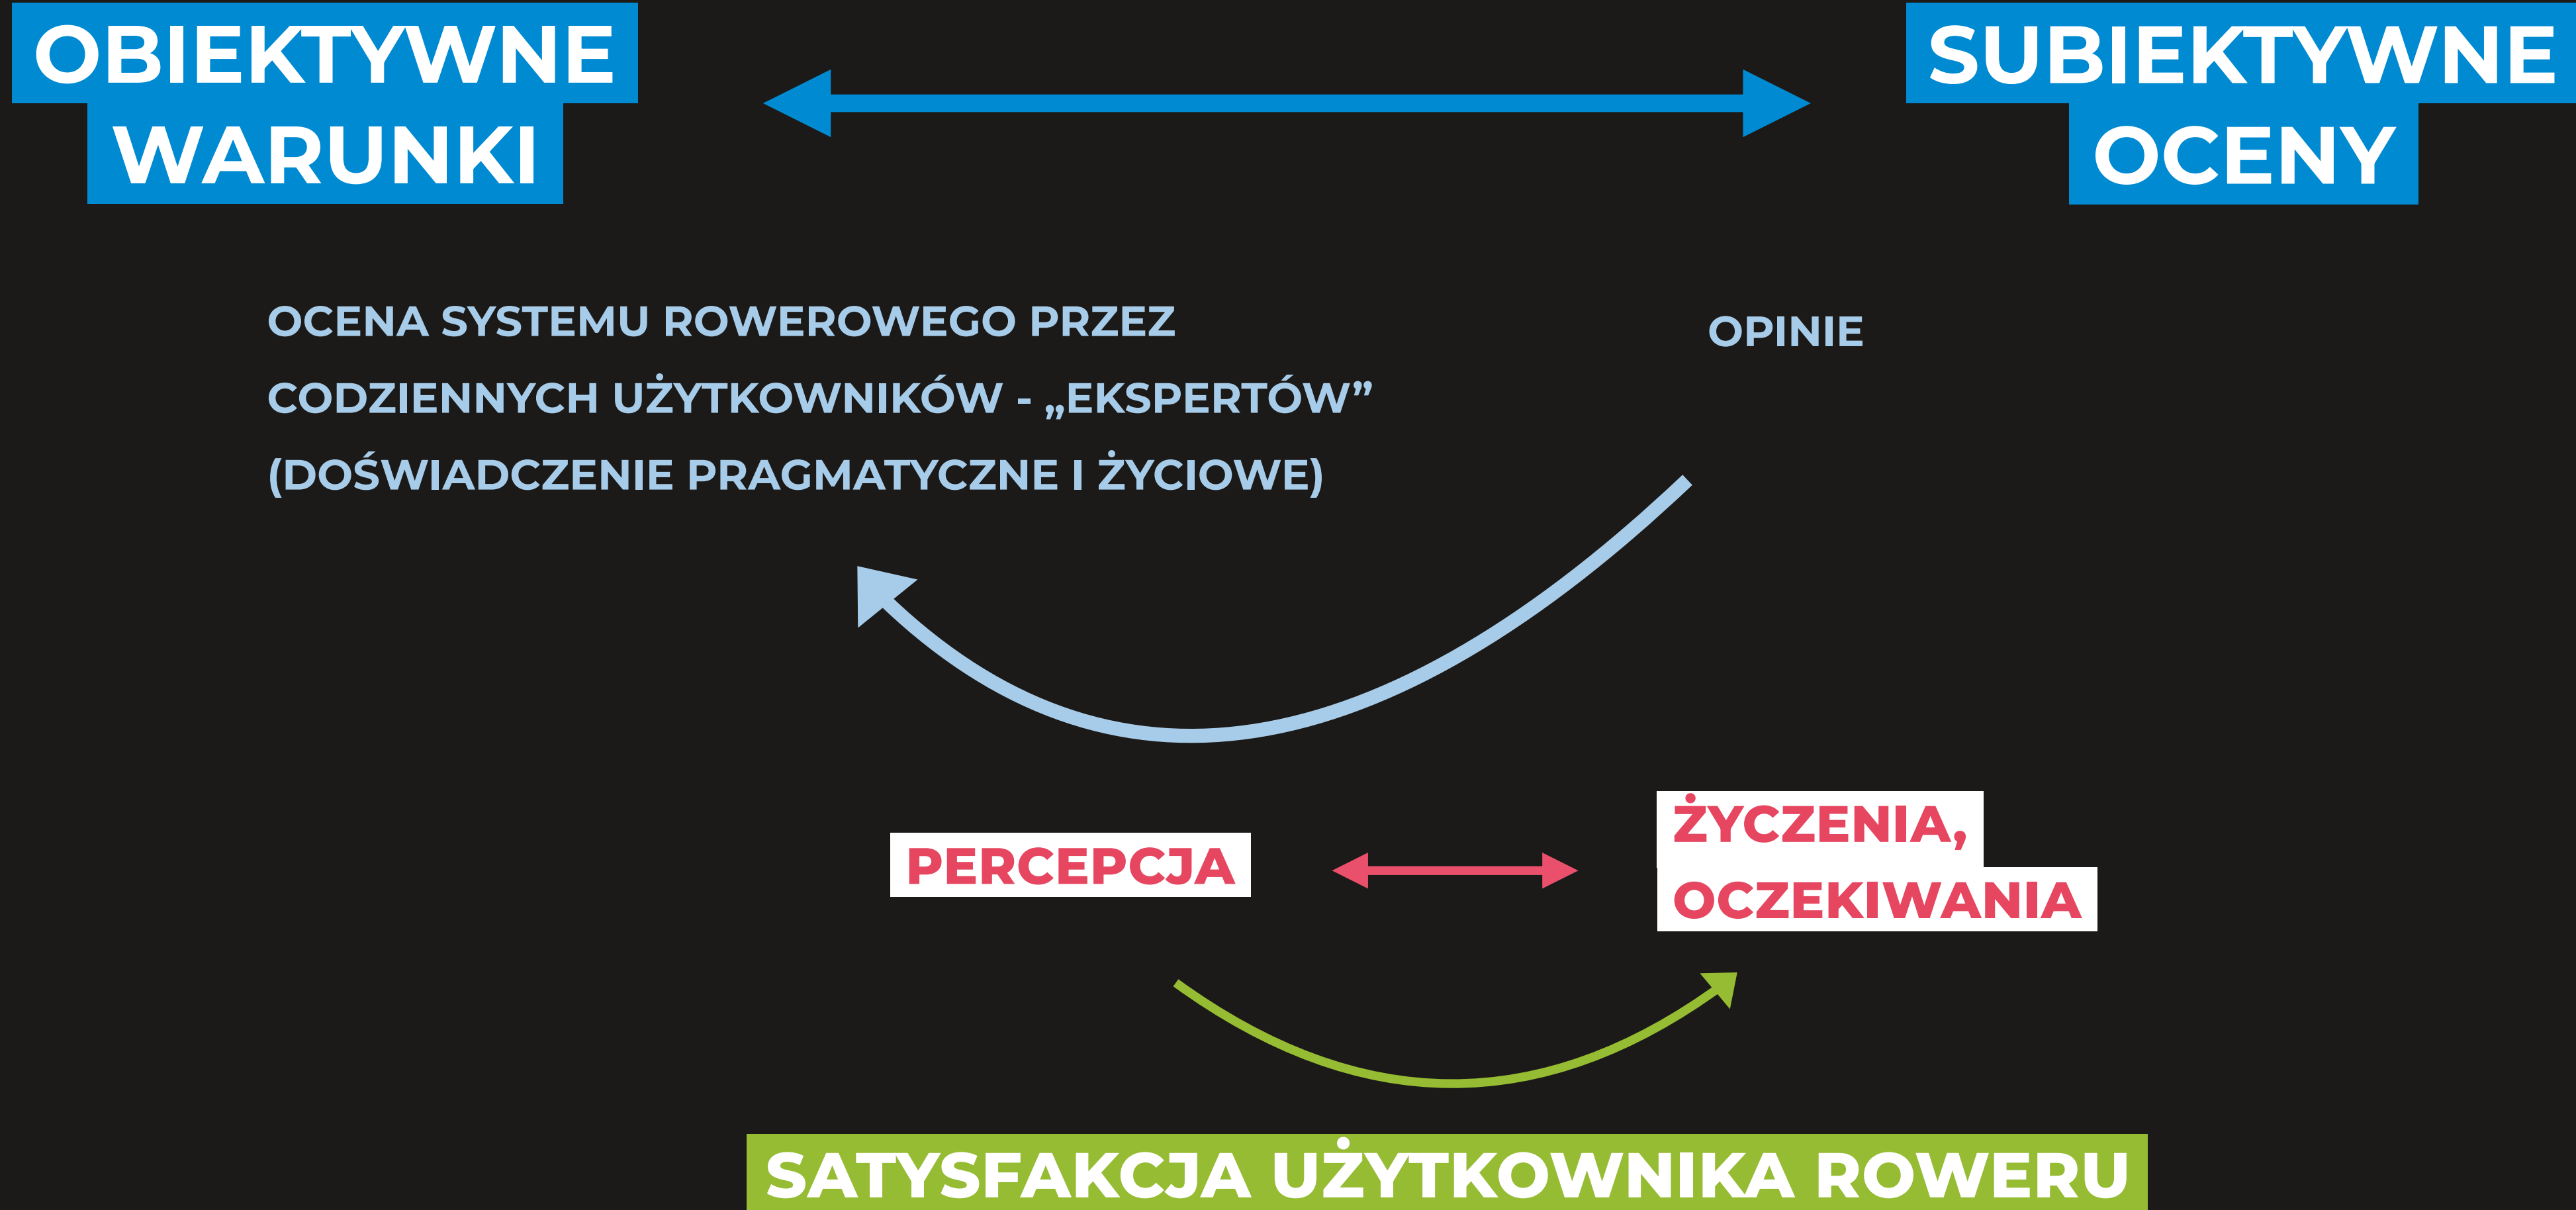 OBIEKTYWNE
WARUNKI
SUBIEKTYWNE
OCENY
OCENA SYSTEMU ROWEROWEGO PRZEZ
CODZIENNYCH UŻYTKOWNIKÓW - „EKSPERTÓW”
(DOŚWIADCZENIE PRAGMATYCZNE I ŻYCIOWE)
OPINIE
PERCEPCJA
ŻYCZENIA,
OCZEKIWANIA
SATYSFAKCJA UŻYTKOWNIKA ROWERU